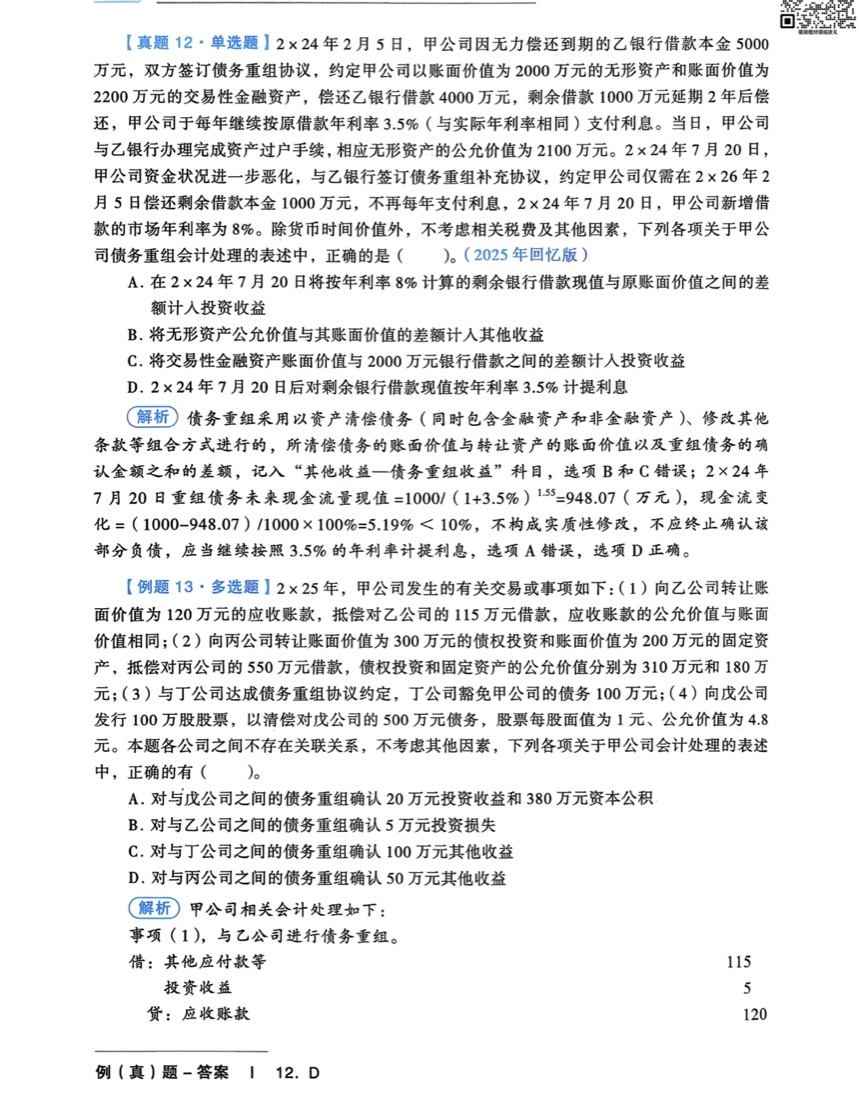 【真题 12·单选题】2×24 年 2 月 5 日，甲公司因无力偿还到期的乙银行借款本金 5000
万元，双方签订债务重组协议，约定甲公司以账面价值为 2000 万元的无形资产和账面价值为
2200 万元的交易性金融资产，偿还乙银行借款 4000 万元，剩余借款 1000 万元延期 2 年后偿
还，甲公司于每年继续按原借款年利率 3.5%（与实际年利率相同）支付利息。当日，甲公司
与乙银行办理完成资产过户手续，相应无形资产的公允价值为 2100 万元。2×24 年 7 月 20 日，
甲公司资金状况进一步恶化，与乙银行签订债务重组补充协议，约定甲公司仅需在 2×26 年 2
月 5 日偿还剩余借款本金 1000 万元，不再每年支付利息，2×24 年 7 月 20 日，甲公司新增借
款的市场年利率为 8%。除货币时间价值外，不考虑相关税费及其他因素，下列各项关于甲公
司债务重组会计处理的表述中，正确的是（　　）。（2025 年回忆版）
A. 在 2×24 年 7 月 20 日将按年利率 8% 计算的剩余银行借款现值与原账面价值之间的差
额计入投资收益
B. 将无形资产公允价值与其账面价值的差额计入其他收益
C. 将交易性金融资产账面价值与 2000 万元银行借款之间的差额计入投资收益
D. 2×24 年 7 月 20 日后对剩余银行借款现值按年利率 3.5% 计提利息
解析 债务重组采用以资产清偿债务（同时包含金融资产和非金融资产）、修改其他
条款等组合方式进行的，所清偿债务的账面价值与转让资产的账面价值以及重组债务的确
认金额之和的差额，记入“其他收益—债务重组收益”科目，选项 B 和 C 错误；2×24 年
7 月 20 日重组债务未来现金流量现值 =1000/（1+3.5%）1.55=948.07（万元），现金流变
化 =（1000-948.07）/1000×100%=5.19% ＜ 10%，不构成实质性修改，不应终止确认该
部分负债，应当继续按照 3.5% 的年利率计提利息，选项 A 错误，选项 D 正确。
【例题 13·多选题】2×25 年，甲公司发生的有关交易或事项如下：（1）向乙公司转让账
面价值为 120 万元的应收账款，抵偿对乙公司的 115 万元借款，应收账款的公允价值与账面
价值相同；（2）向丙公司转让账面价值为 300 万元的债权投资和账面价值为 200 万元的固定资
产，抵偿对丙公司的 550 万元借款，债权投资和固定资产的公允价值分别为 310 万元和 180 万
元；（3）与丁公司达成债务重组协议约定，丁公司豁免甲公司的债务 100 万元；（4）向戊公司
发行 100 万股股票，以清偿对戊公司的 500 万元债务，股票每股面值为 1 元、公允价值为 4.8
元。本题各公司之间不存在关联关系，不考虑其他因素，下列各项关于甲公司会计处理的表述
中，正确的有（　　）。
A. 对与戊公司之间的债务重组确认 20 万元投资收益和 380 万元资本公积
B. 对与乙公司之间的债务重组确认 5 万元投资损失
C. 对与丁公司之间的债务重组确认 100 万元其他收益
D. 对与丙公司之间的债务重组确认 50 万元其他收益
解析 甲公司相关会计处理如下：
事项（1），与乙公司进行债务重组。
借：其他应付款等 115
投资收益 5
贷：应收账款 120
例（真）题－答案 | 12. D